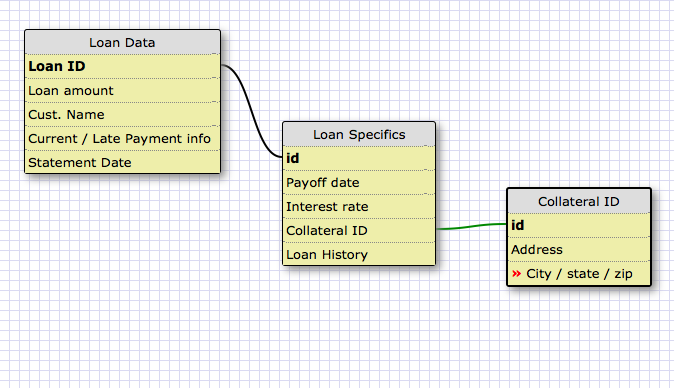 Loan Data
Loan ID
Loan amount
Cust. Name
Current / Late Payment info
Statement Date
Loan Specifics
id
Payoff date
Interest rate
Collateral ID
Loan History
Collateral ID
id
Address
» City / state / zip